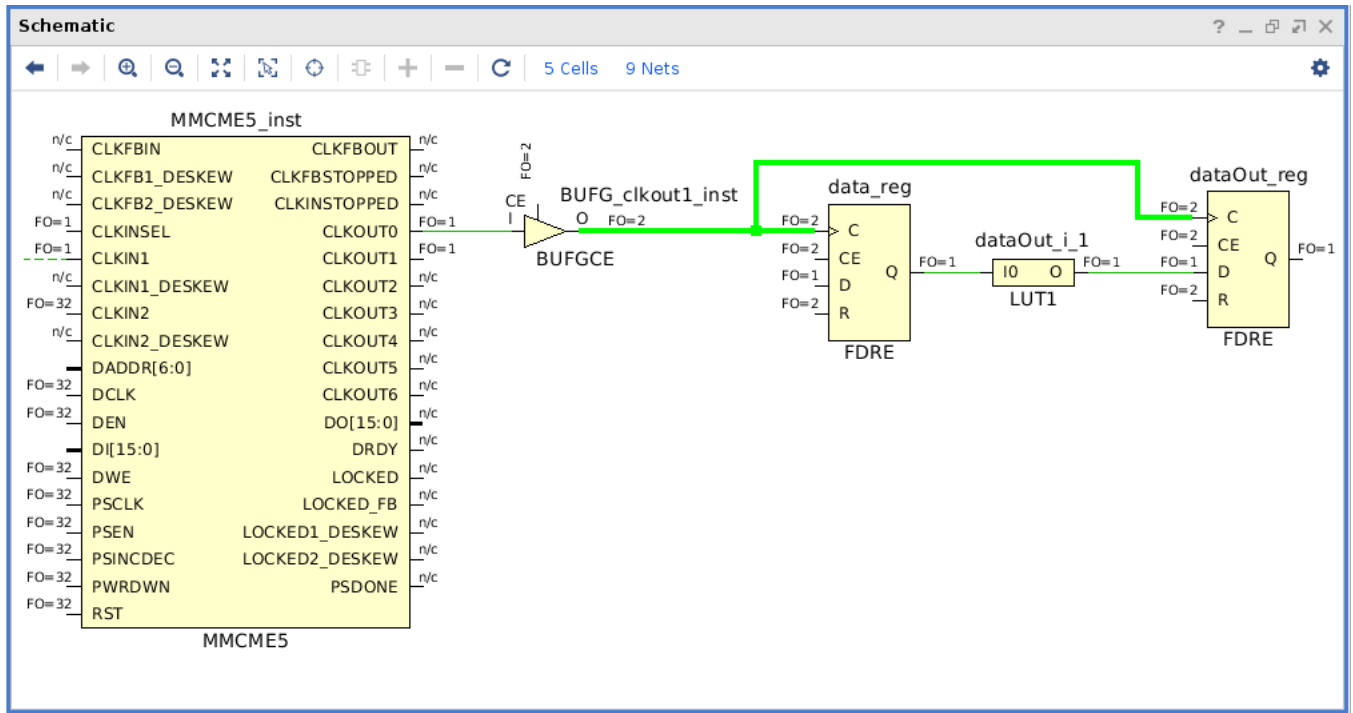 Schematic
5 Cells 9 Nets
MMCME5_inst
n/c CLKFBIN CLKFBOUT n/c
n/c CLKFB1_DESKEW CLKFBSTOPPED n/c
n/c CLKFB2_DESKEW CLKINSTOPPED n/c
FO=1 CLKINSEL CLKOUT0 FO=1
FO=1 CLKIN1 CLKOUT1 FO=1
n/c CLKIN1_DESKEW CLKOUT2 n/c
FO=32 CLKIN2 CLKOUT3 n/c
n/c CLKIN2_DESKEW CLKOUT4 n/c
DADDR[6:0] CLKOUT5 n/c
FO=32 DCLK CLKOUT6 n/c
FO=32 DEN DO[15:0] n/c
DI[15:0] DRDY n/c
FO=32 DWE LOCKED n/c
FO=32 PSCLK LOCKED_FB n/c
FO=32 PSEN LOCKED1_DESKEW n/c
FO=32 PSINCDEC LOCKED2_DESKEW n/c
FO=32 PWRDWN PSDONE n/c
FO=32 RST
MMCME5
FO=2
CE
I
BUFG_clkout1_inst
O FO=2
BUFGCE
data_reg
FO=2 C
FO=2 CE
FO=1 D
FO=2 R
Q FO=1
FDRE
dataOut_i_1
I0 O FO=1
LUT1
dataOut_reg
FO=2 C
FO=2 CE
FO=1 D
FO=2 R
Q FO=1
FDRE